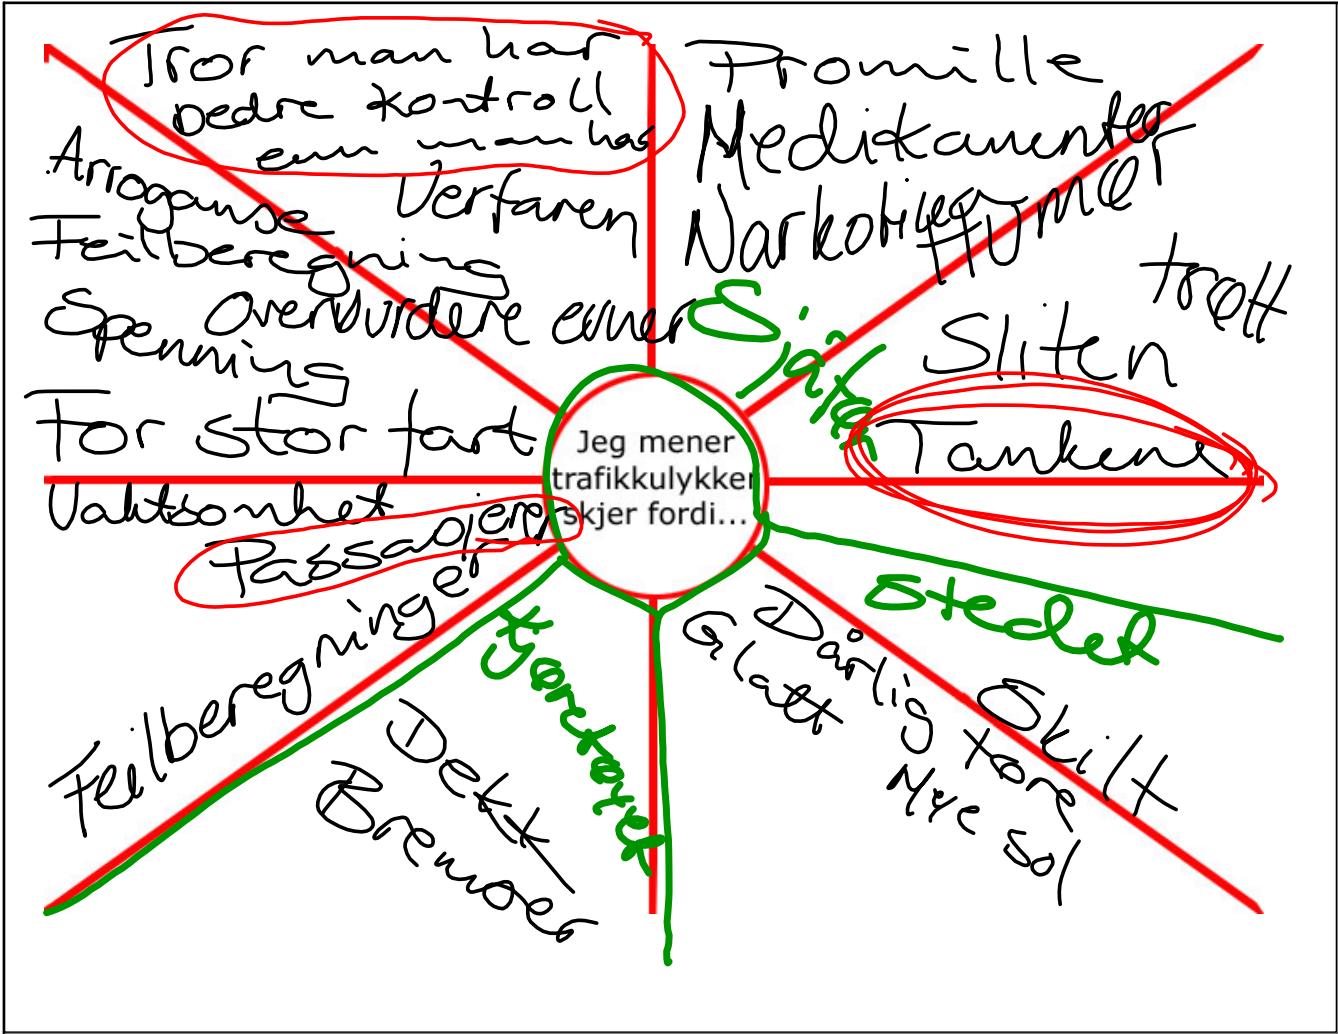 Tror man har
bedre kontroll
enn man har
Arroganse
Verfaren
Feilberegning
Overvurdere evner
Spenning
For stor fart
Promille
Medikamenter
Narkotika
Humør
trøtt
Sliten
Tankene
Sjåfør
Jeg mener
trafikkulykker
skjer fordi...
Uaktsomhet
Passasjerer
Feilberegninger
Kjøretøyet
Dekk
Bremser
Stedet
Glatt
Dårlig føre
Skilt
Mye sol